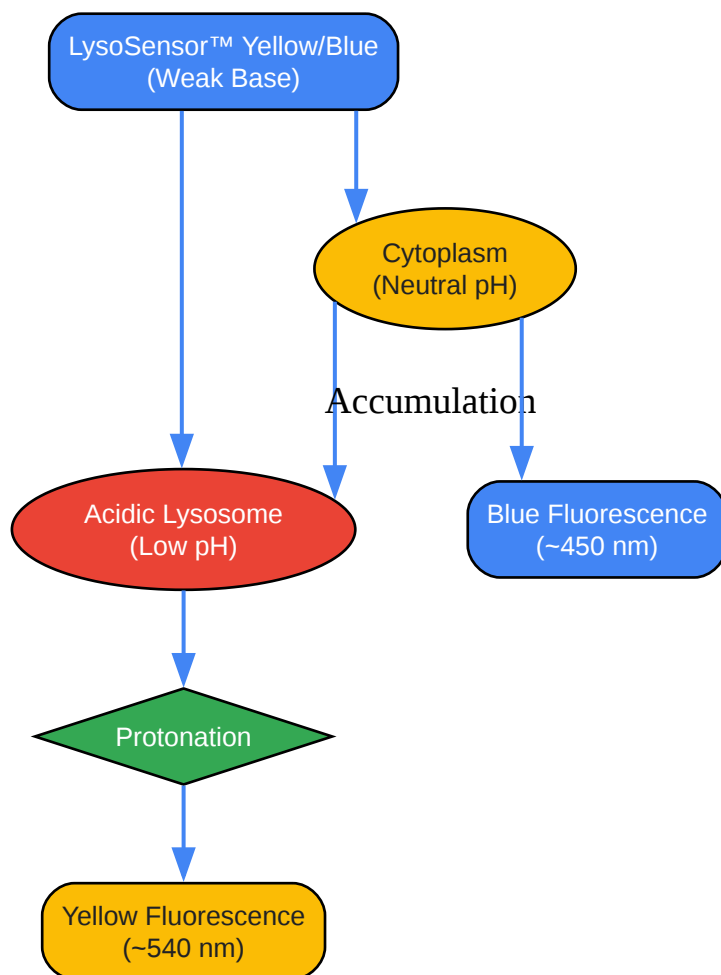 LysoSensor™ Yellow/Blue
(Weak Base)
Cytoplasm
(Neutral pH)
Accumulation
Acidic Lysosome
(Low pH)
Blue Fluorescence
(~450 nm)
Protonation
Yellow Fluorescence
(~540 nm)